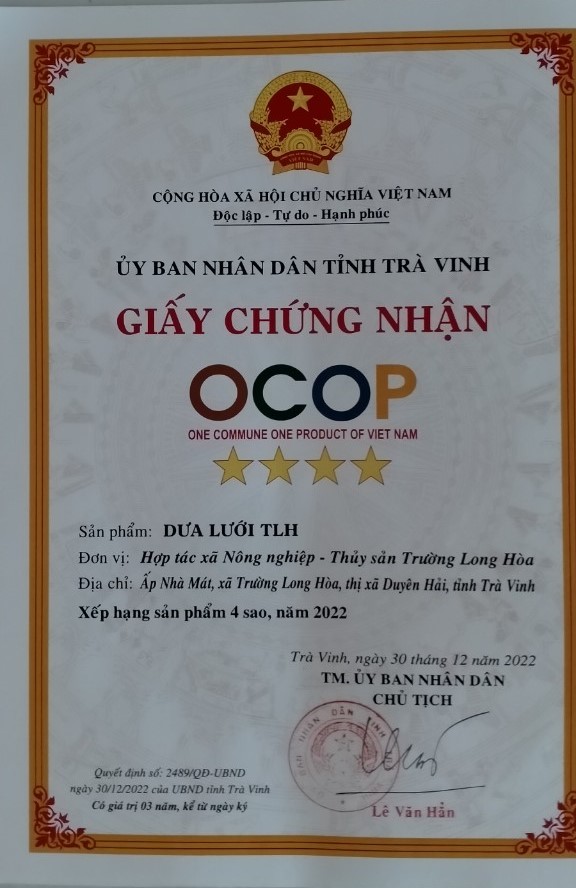 CỘNG HÒA XÃ HỘI CHỦ NGHĨA VIỆT NAM
Độc lập - Tự do - Hạnh phúc
ỦY BAN NHÂN DÂN TỈNH TRÀ VINH
GIẤY CHỨNG NHẬN
OCOP
ONE COMMUNE ONE PRODUCT OF VIET NAM
Sản phẩm: DƯA LƯỚI TLH
Đơn vị: Hợp tác xã Nông nghiệp - Thủy sản Trường Long Hòa
Địa chỉ: Ấp Nhà Mát, xã Trường Long Hòa, thị xã Duyên Hải, tỉnh Trà Vinh
Xếp hạng sản phẩm 4 sao, năm 2022
Trà Vinh, ngày 30 tháng 12 năm 2022
TM. ỦY BAN NHÂN DÂN
CHỦ TỊCH
Lê Văn Hẳn
Quyết định số: 2489/QĐ-UBND
ngày 30/12/2022 của UBND tỉnh Trà Vinh
Có giá trị 03 năm, kể từ ngày ký